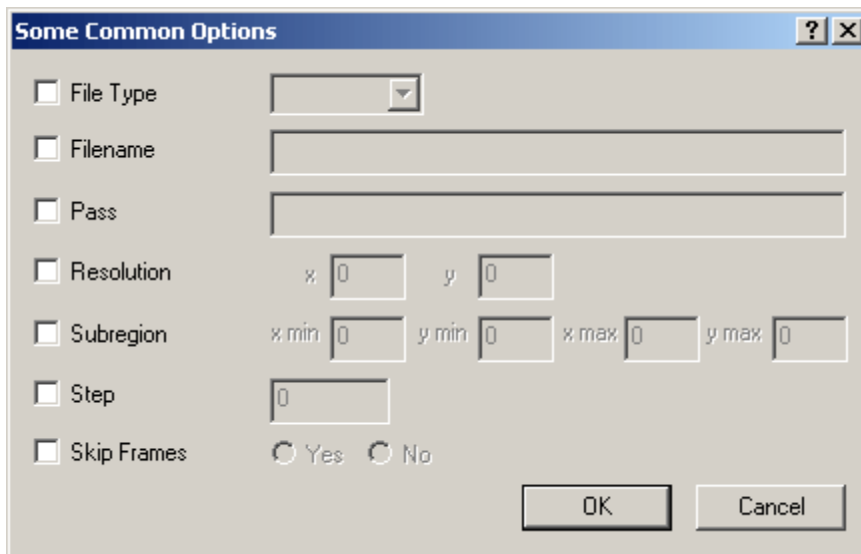 Some Common Options
File Type
Filename
Pass
Resolution x 0 y 0
Subregion x min 0 y min 0 x max 0 y max 0
Step 0
Skip Frames Yes No
OK Cancel